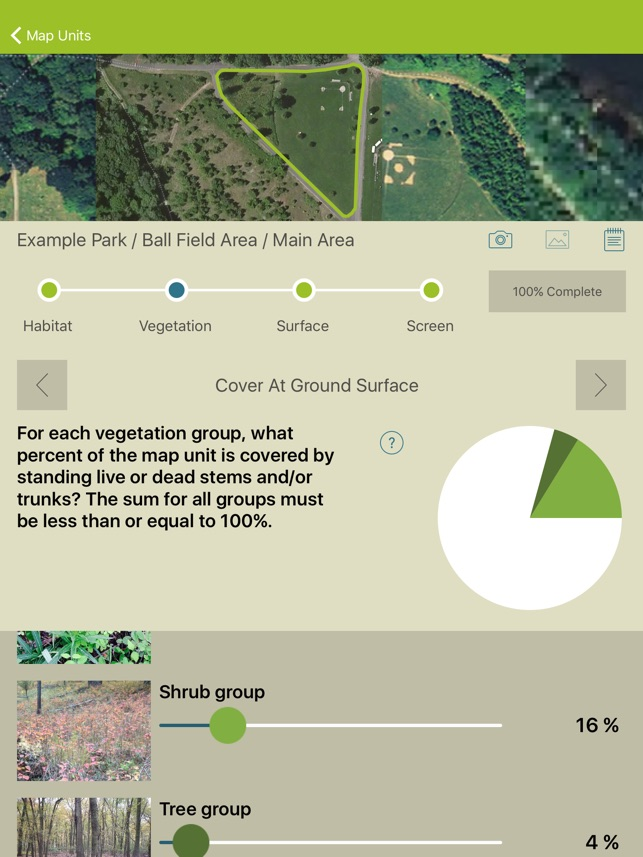 Map Units
Example Park / Ball Field Area / Main Area
100% Complete
Habitat
Vegetation
Surface
Screen
Cover At Ground Surface
For each vegetation group, what
percent of the map unit is covered by
standing live or dead stems and/or
trunks? The sum for all groups must
be less than or equal to 100%.
?
Shrub group
16 %
Tree group
4 %